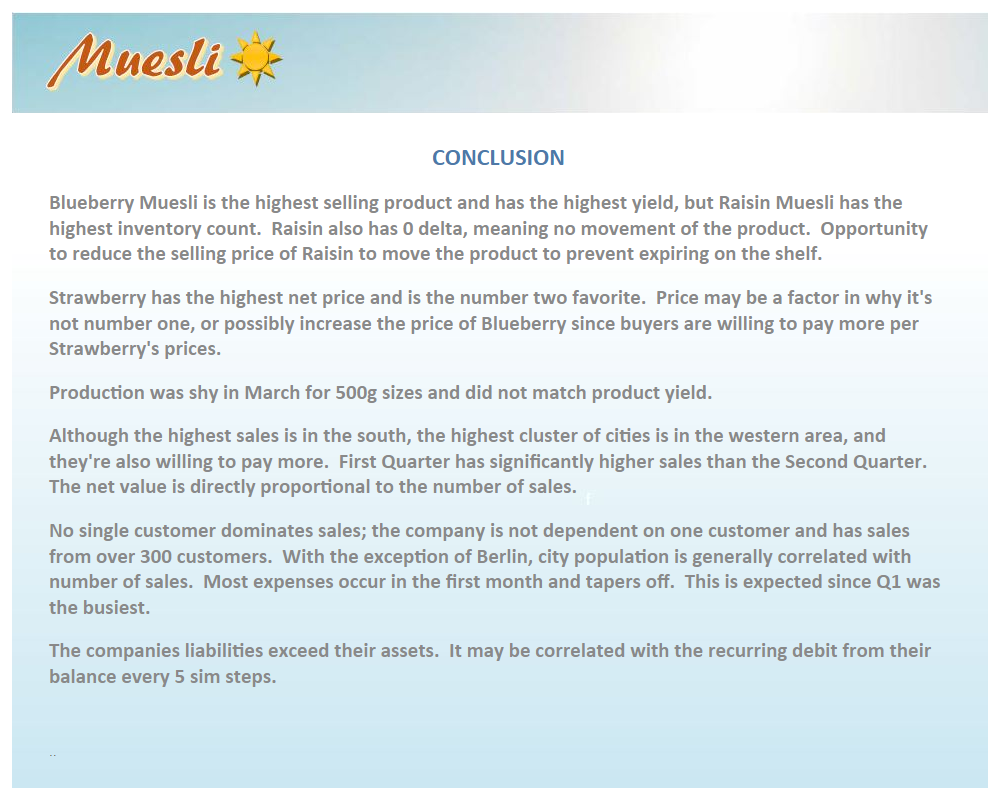 Muesli
CONCLUSION
Blueberry Muesli is the highest selling product and has the highest yield, but Raisin Muesli has the
highest inventory count.  Raisin also has 0 delta, meaning no movement of the product.  Opportunity
to reduce the selling price of Raisin to move the product to prevent expiring on the shelf.
Strawberry has the highest net price and is the number two favorite.  Price may be a factor in why it's
not number one, or possibly increase the price of Blueberry since buyers are willing to pay more per
Strawberry's prices.
Production was shy in March for 500g sizes and did not match product yield.
Although the highest sales is in the south, the highest cluster of cities is in the western area, and
they're also willing to pay more.  First Quarter has significantly higher sales than the Second Quarter.
The net value is directly proportional to the number of sales.
f
No single customer dominates sales; the company is not dependent on one customer and has sales
from over 300 customers.  With the exception of Berlin, city population is generally correlated with
number of sales.  Most expenses occur in the first month and tapers off.  This is expected since Q1 was
the busiest.
The companies liabilities exceed their assets.  It may be correlated with the recurring debit from their
balance every 5 sim steps.
..